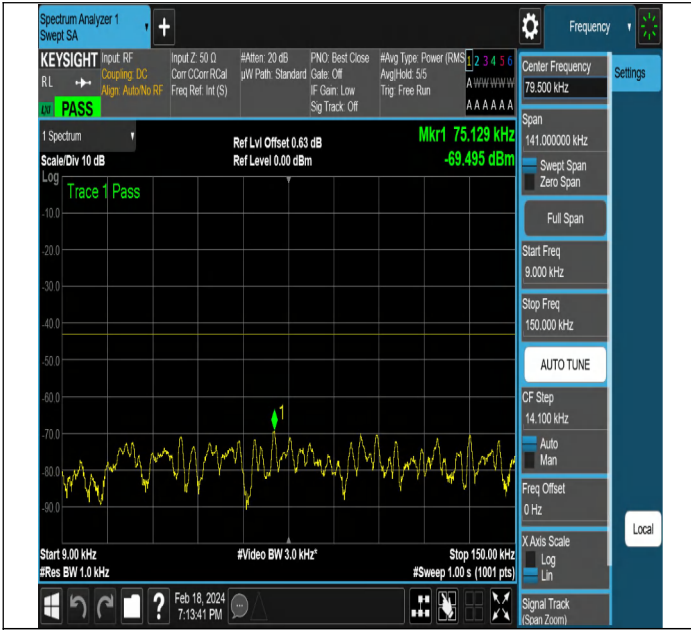 Spectrum Analyzer 1
Swept SA
+
Frequency
KEYSIGHT
RL
PASS
Input: RF
Coupling: DC
Align: Auto/No RF
Input Z: 50 Ω
Corr CCorr RCal
Freq Ref: Int (S)
#Atten: 20 dB
µW Path: Standard
PNO: Best Close
Gate: Off
IF Gain: Low
Sig Track: Off
#Avg Type: Power (RMS
Avg|Hold: 5/5
Trig: Free Run
1 2 3 4 5 6
A W W W W W
A A A A A A
Center Frequency
79.500 kHz
Settings
Span
141.000000 kHz
Swept Span
Zero Span
Full Span
Start Freq
9.000 kHz
Stop Freq
150.000 kHz
AUTO TUNE
CF Step
14.100 kHz
Auto
Man
Freq Offset
0 Hz
X Axis Scale
Log
Lin
Local
Signal Track
(Span Zoom)
1 Spectrum
Scale/Div 10 dB
Ref Lvl Offset 0.63 dB
Ref Level 0.00 dBm
Mkr1 75.129 kHz
-69.495 dBm
Log
Trace 1 Pass
-10.0
-20.0
-30.0
-40.0
-50.0
-60.0
1
-70.0
-80.0
-90.0
Start 9.00 kHz
#Res BW 1.0 kHz
#Video BW 3.0 kHz*
Stop 150.00 kHz
#Sweep 1.00 s (1001 pts)
?
Feb 18, 2024
7:13:41 PM